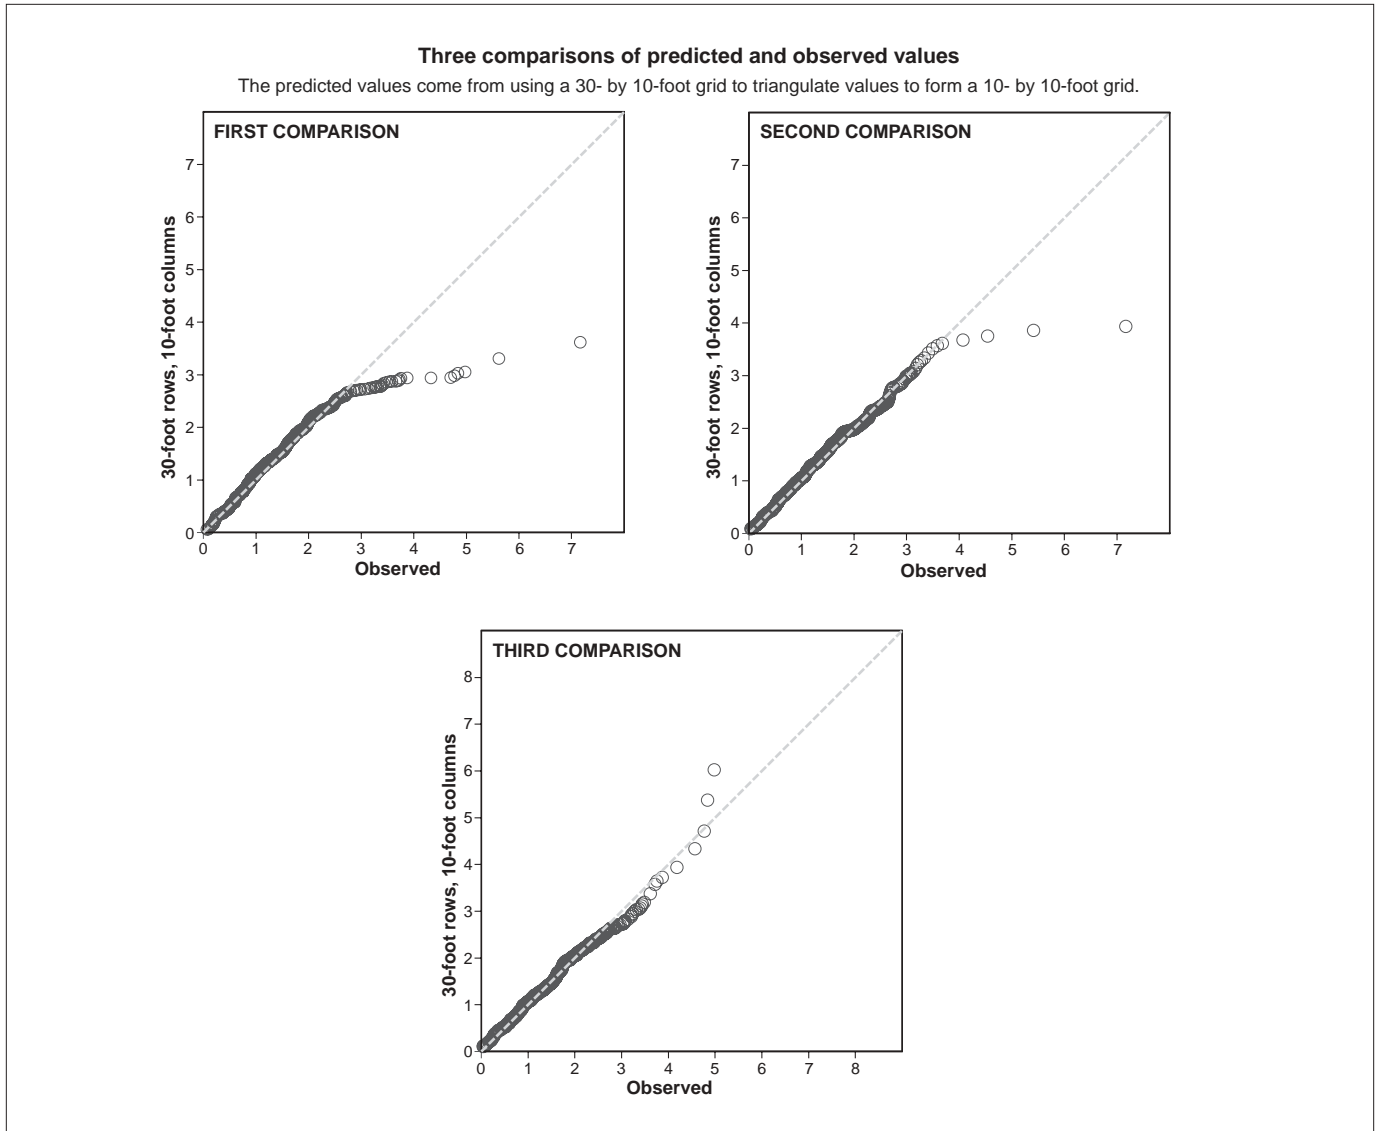 Three comparisons of predicted and observed values
The predicted values come from using a 30- by 10-foot grid to triangulate values to form a 10- by 10-foot grid.
FIRST COMPARISON
30-foot rows, 10-foot columns
7
6
5
4
3
2
1
0
0 1 2 3 4 5 6 7
Observed
SECOND COMPARISON
30-foot rows, 10-foot columns
7
6
5
4
3
2
1
0
0 1 2 3 4 5 6 7
Observed
THIRD COMPARISON
30-foot rows, 10-foot columns
8
7
6
5
4
3
2
1
0
0 1 2 3 4 5 6 7 8
Observed